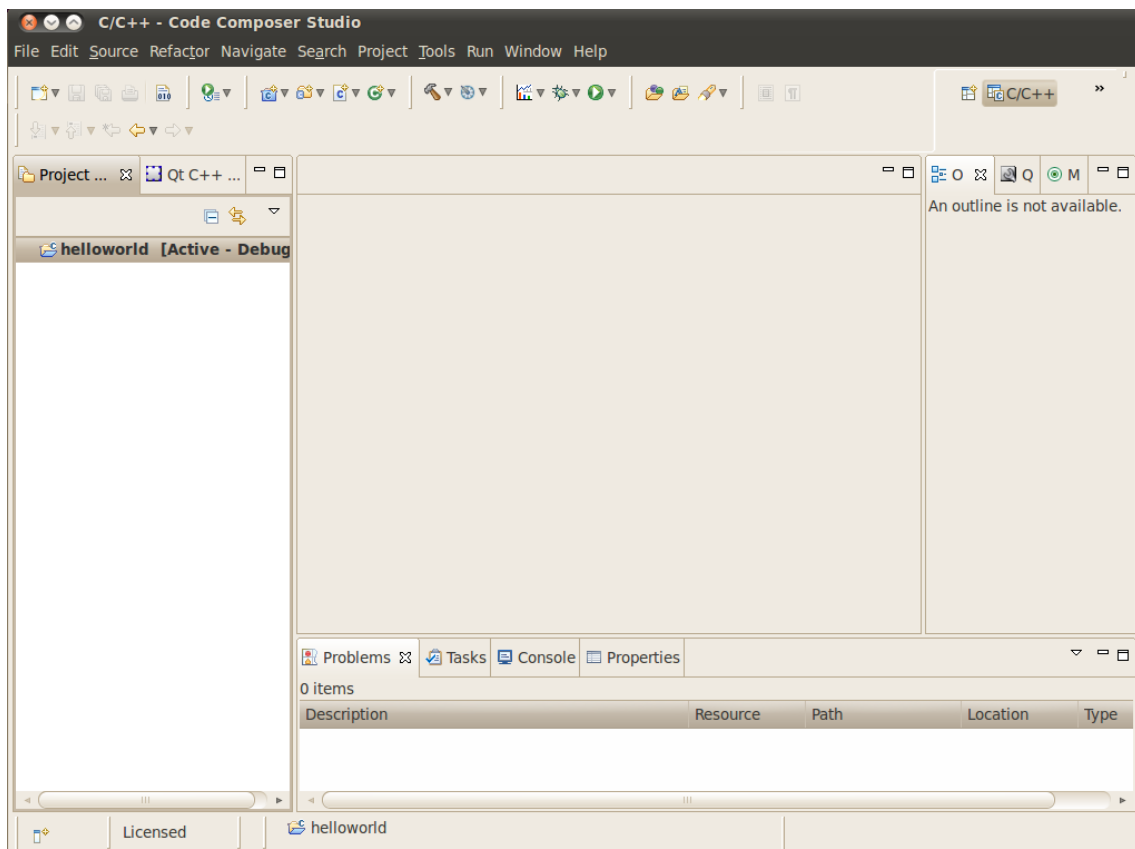 C/C++ - Code Composer Studio
File Edit Source Refactor Navigate Search Project Tools Run Window Help
C/C++ »
Project ... Qt C++ ...
O Q M
An outline is not available.
helloworld [Active - Debug
Problems Tasks Console Properties
0 items
Description Resource Path Location Type
Licensed helloworld